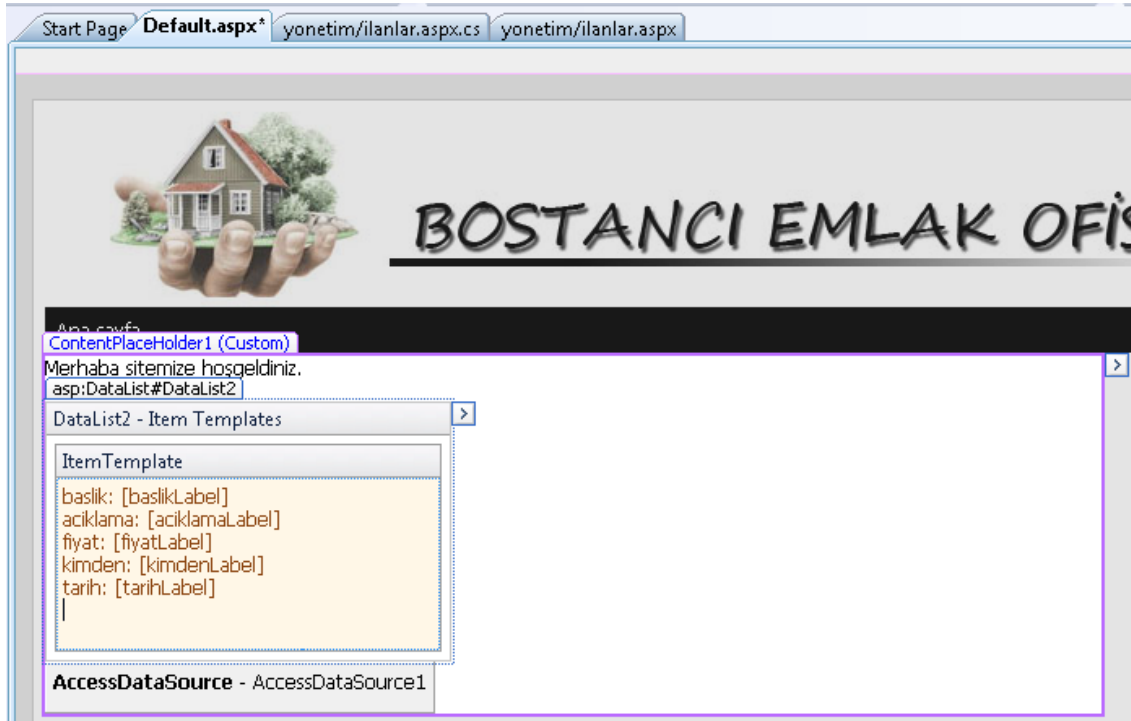 Start Page Default.aspx* yonetim/ilanlar.aspx.cs yonetim/ilanlar.aspx
BOSTANCI EMLAK OFİS
Ana sayfa
ContentPlaceHolder1 (Custom)
Merhaba sitemize hoşgeldiniz.
asp:DataList#DataList2
DataList2 - Item Templates
ItemTemplate
baslik: [baslikLabel]
aciklama: [aciklamaLabel]
fiyat: [fiyatLabel]
kimden: [kimdenLabel]
tarih: [tarihLabel]
AccessDataSource - AccessDataSource1